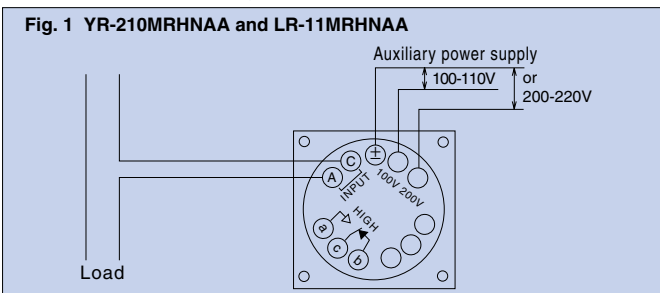 Fig. 1 YR-210MRHNAA and LR-11MRHNAA
Auxiliary power supply
100-110V
or
200-220V
C
±
A
INPUT
100V 200V
HIGH
a
c
b
Load